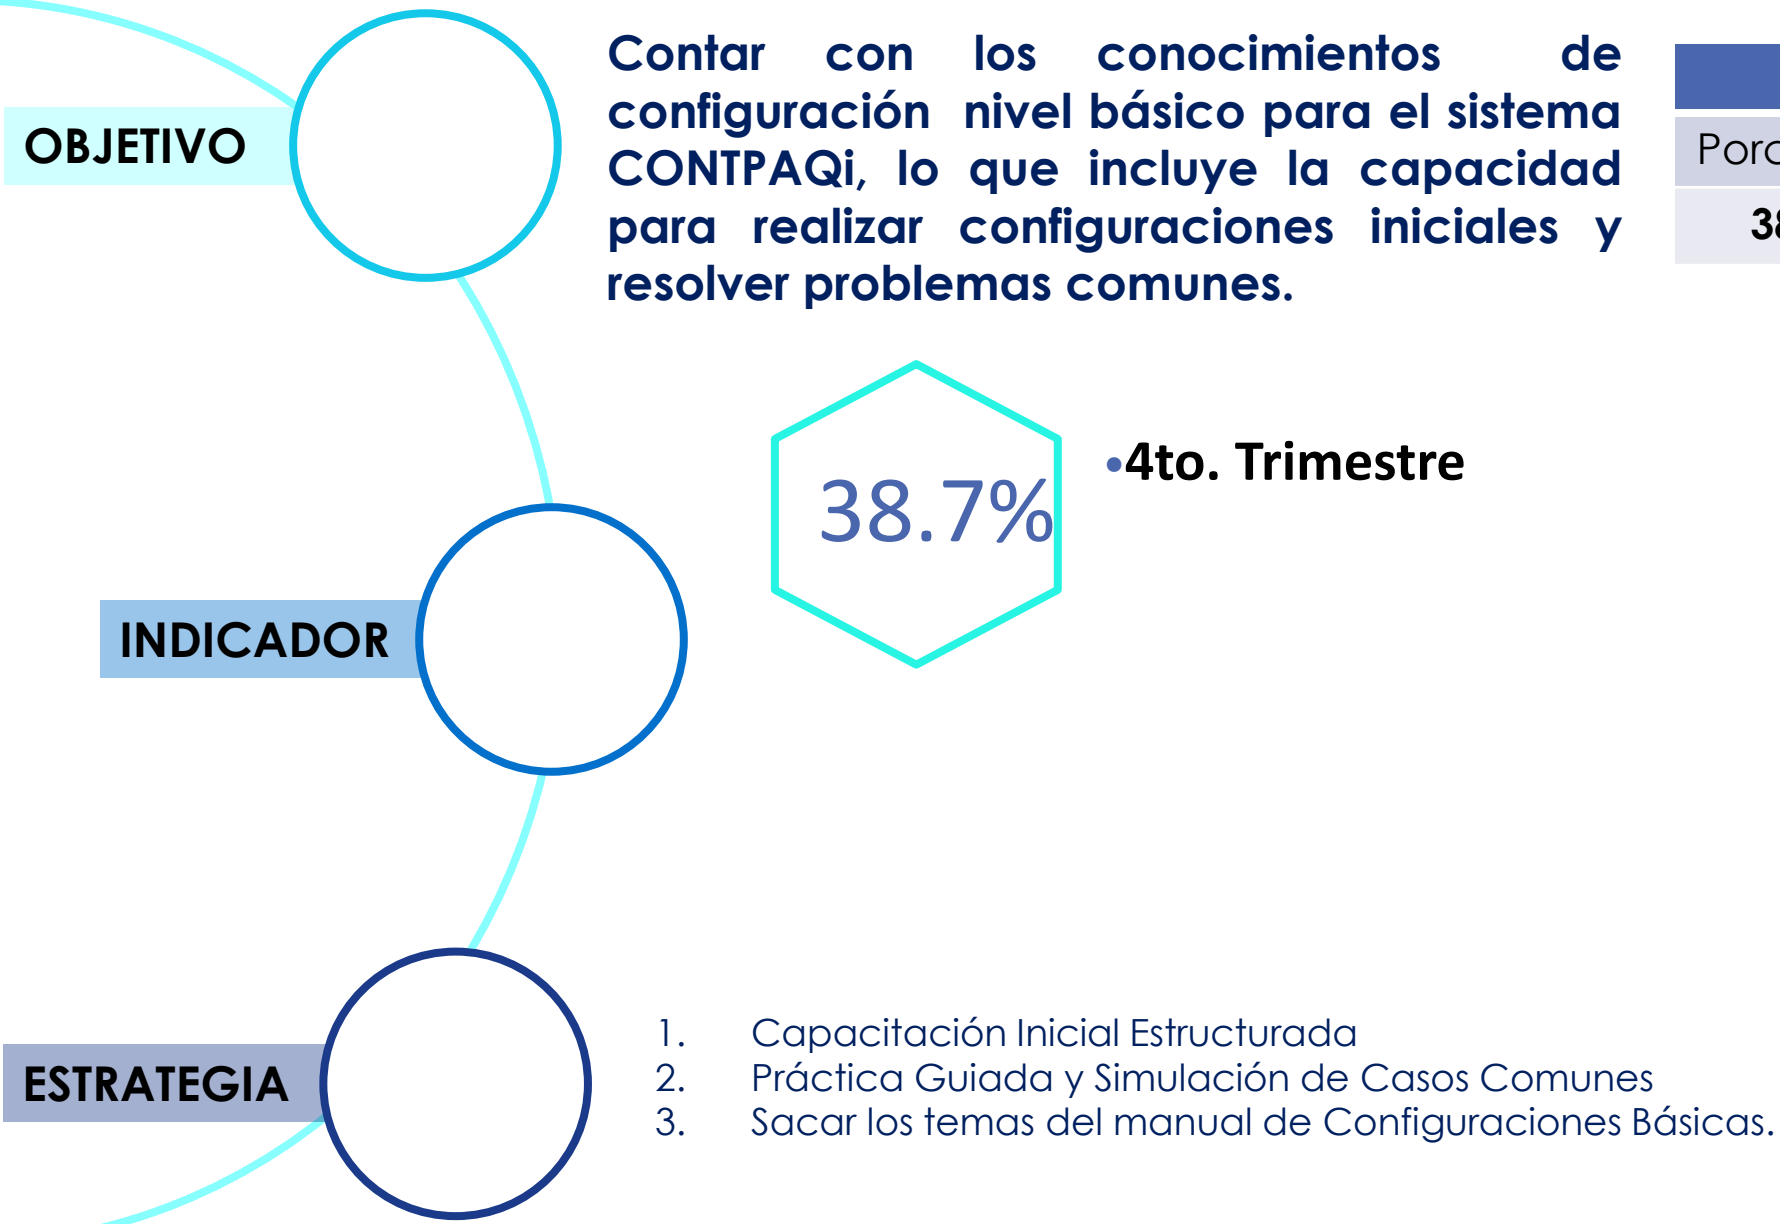 OBJETIVO
Contar con los conocimientos de
configuración nivel básico para el sistema
CONTPAQi, lo que incluye la capacidad
para realizar configuraciones iniciales y
resolver problemas comunes.
INDICADOR
38.7%
•4to. Trimestre
ESTRATEGIA
1. Capacitación Inicial Estructurada
2. Práctica Guiada y Simulación de Casos Comunes
3. Sacar los temas del manual de Configuraciones Básicas.